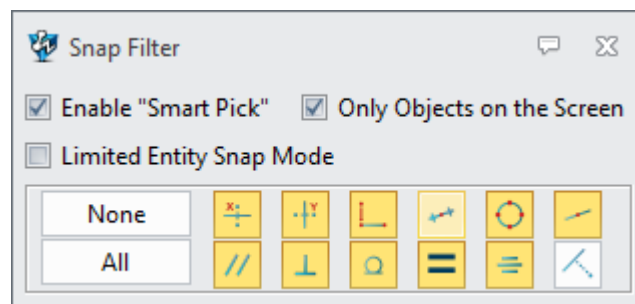 Snap Filter
Enable "Smart Pick" Only Objects on the Screen
Limited Entity Snap Mode
None
All